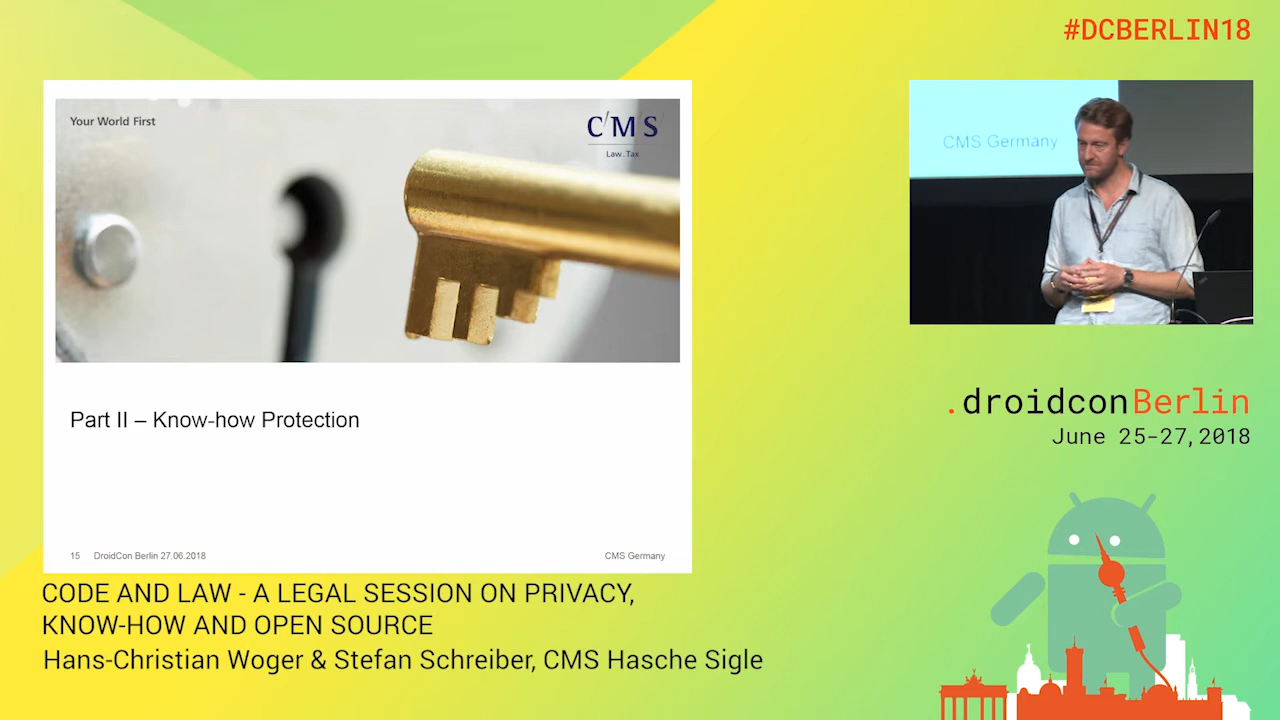 #DCBERLIN18
Your World First
C/M/S/
Law.Tax
CMS Germany
Part II – Know-how Protection
15 DroidCon Berlin 27.06.2018
CMS Germany
.droidconBerlin
June 25-27, 2018
CODE AND LAW - A LEGAL SESSION ON PRIVACY,
KNOW-HOW AND OPEN SOURCE
Hans-Christian Woger & Stefan Schreiber, CMS Hasche Sigle